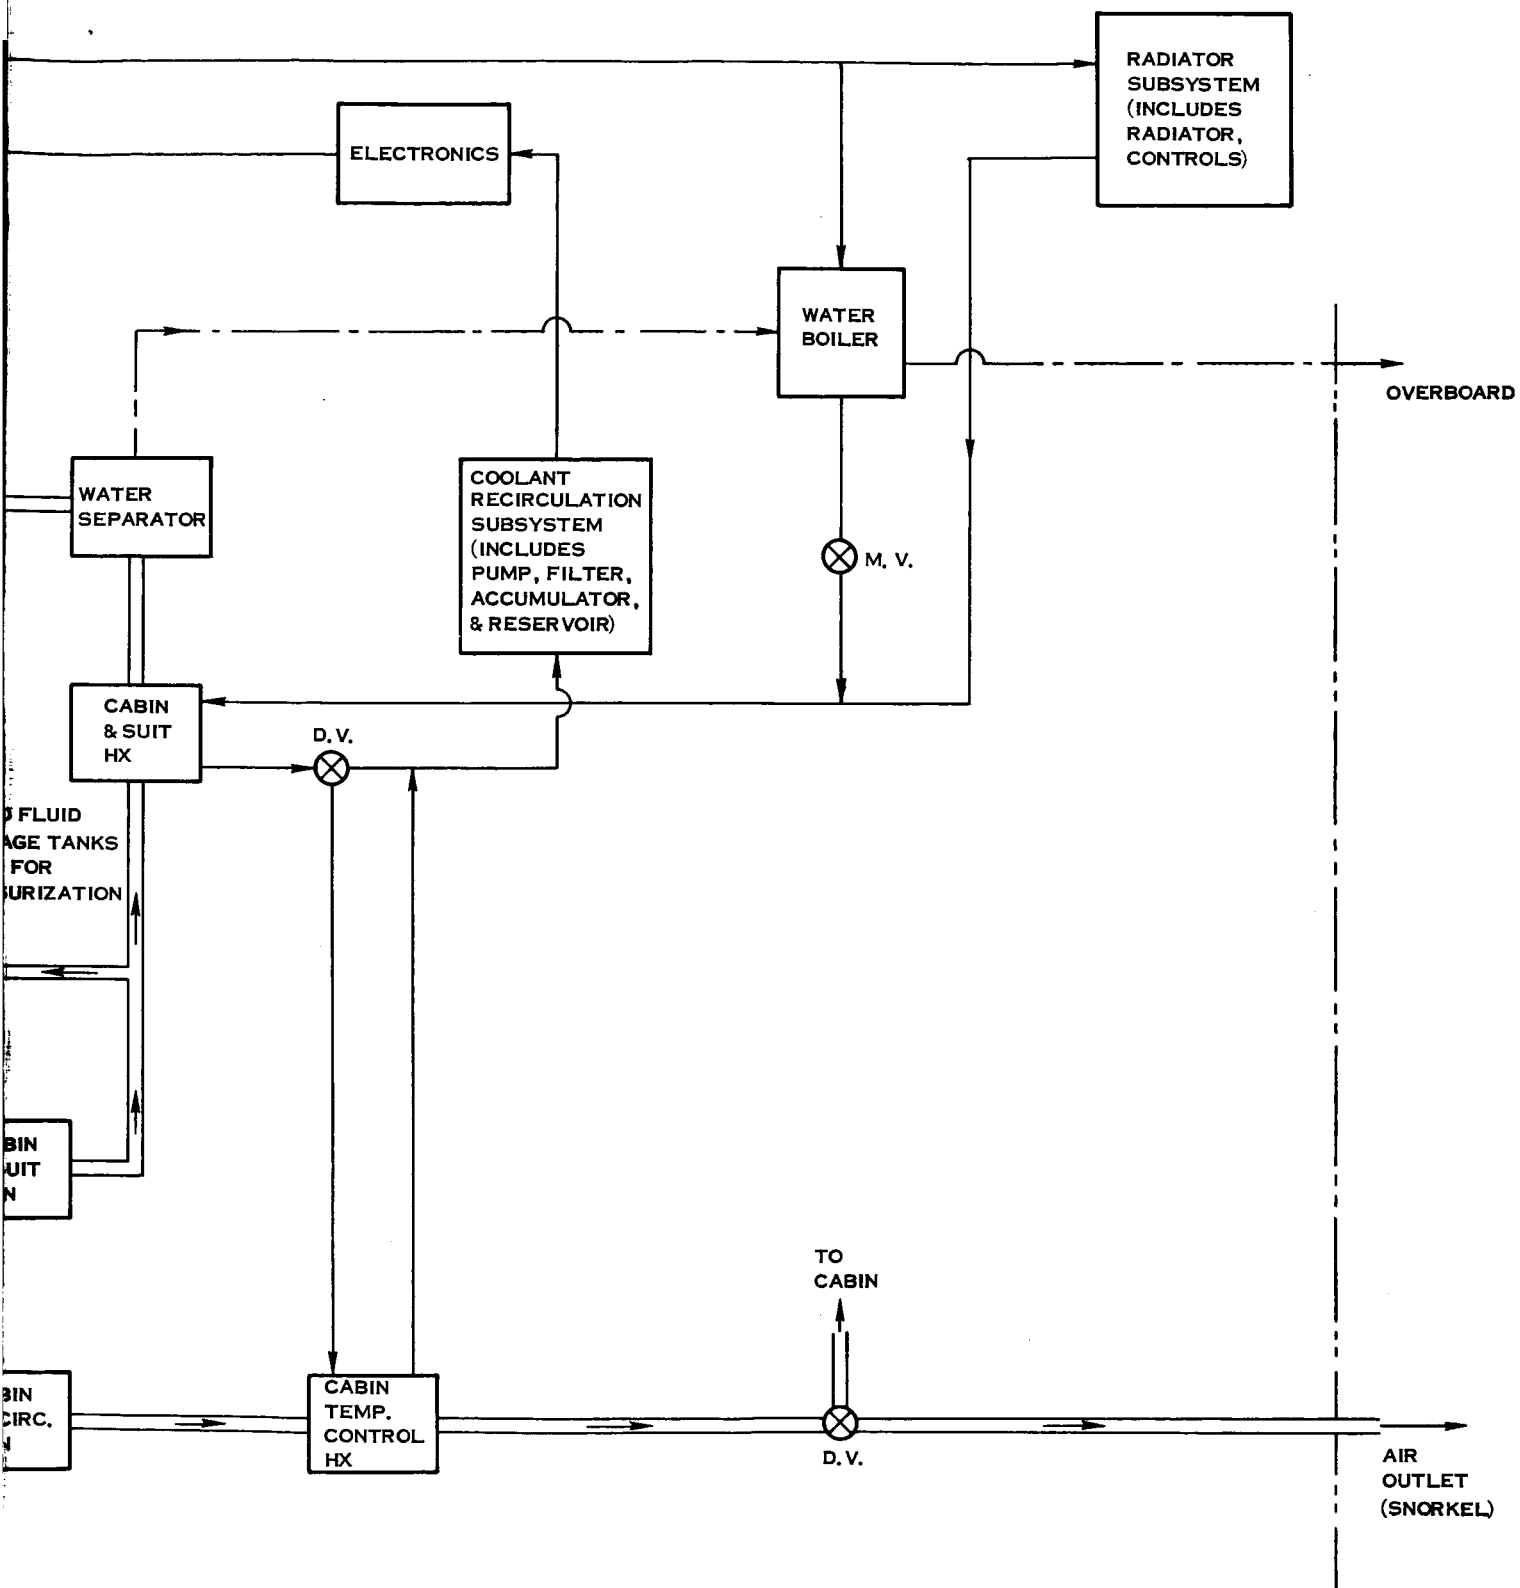 RADIATOR
SUBSYSTEM
(INCLUDES
RADIATOR,
CONTROLS)
ELECTRONICS
WATER
BOILER
OVERBOARD
WATER
SEPARATOR
COOLANT
RECIRCULATION
SUBSYSTEM
(INCLUDES
PUMP, FILTER,
ACCUMULATOR,
& RESERVOIR)
M. V.
CABIN
& SUIT
HX
D. V.
FLUID
AGE TANKS
FOR
SURIZATION
BIN
UIT
N
TO
CABIN
BIN
CIRC.
CABIN
TEMP.
CONTROL
HX
D. V.
AIR
OUTLET
(SNORKEL)